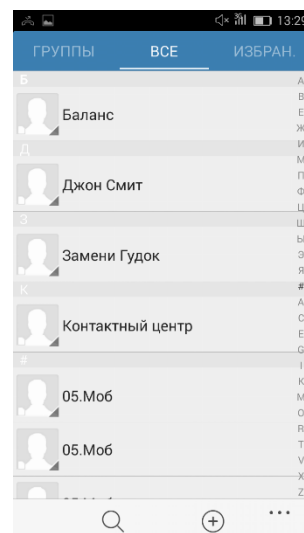 13:29
ГРУППЫ ВСЕ ИЗБРАН.
Б
Баланс
Д
Джон Смит
З
Замени Гудок
К
Контактный центр
#
05.Моб
05.Моб
А
В
Е
Ж
И
М
П
Ф
Ц
Щ
Ы
Э
Я
#
A
C
E
G
I
K
M
O
R
T
V
X
Z